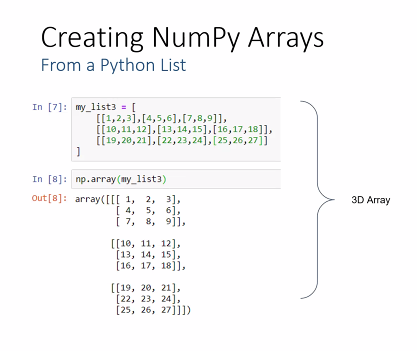 Creating NumPy Arrays
From a Python List
In [7]: my_list3 = [
[[1,2,3],[4,5,6],[7,8,9]],
[[10,11,12],[13,14,15],[16,17,18]],
[[19,20,21],[22,23,24],[25,26,27]]
]
In [8]: np.array(my_list3)
Out[8]: array([[[ 1, 2, 3],
[ 4, 5, 6],
[ 7, 8, 9]],
[[10, 11, 12],
[13, 14, 15],
[16, 17, 18]],
[[19, 20, 21],
[22, 23, 24],
[25, 26, 27]]])
3D Array